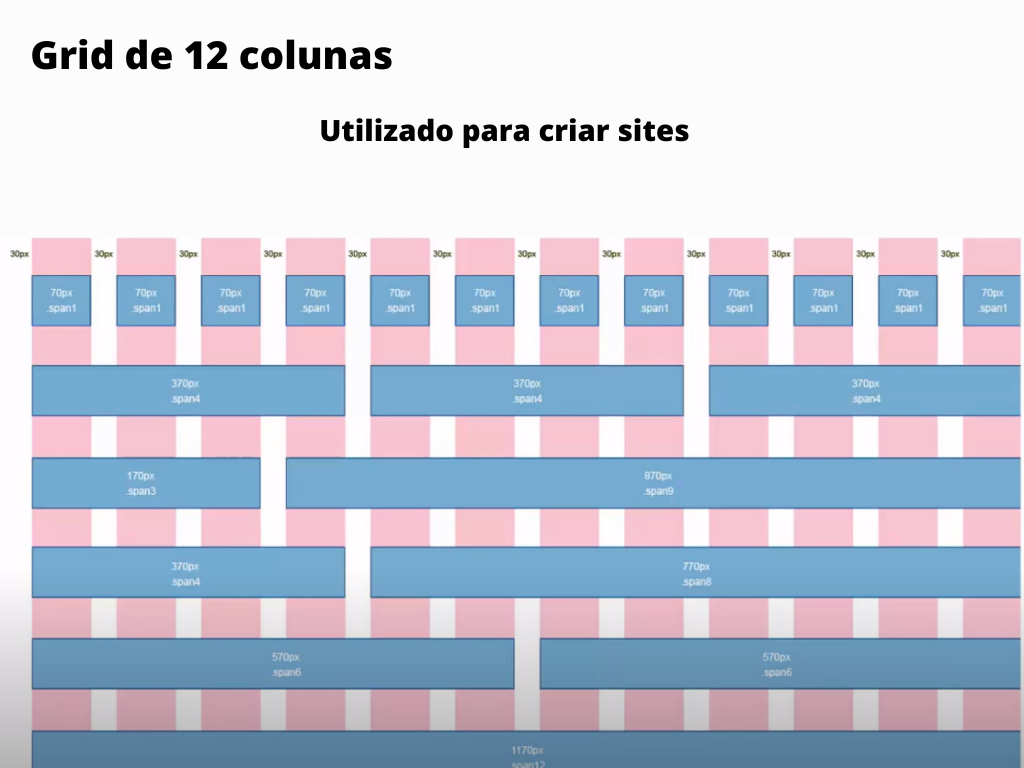 Grid de 12 colunas
Utilizado para criar sites
30px 30px 30px 30px 30px 30px 30px 30px 30px 30px 30px 30px
70px 70px 70px 70px 70px 70px 70px 70px 70px 70px 70px 70px
.span1 .span1 .span1 .span1 .span1 .span1 .span1 .span1 .span1 .span1 .span1 .span1
370px 370px 370px
.span4 .span4 .span4
170px 870px
.span3 .span9
370px 770px
.span4 .span8
570px 570px
.span6 .span6
1170px
.span12